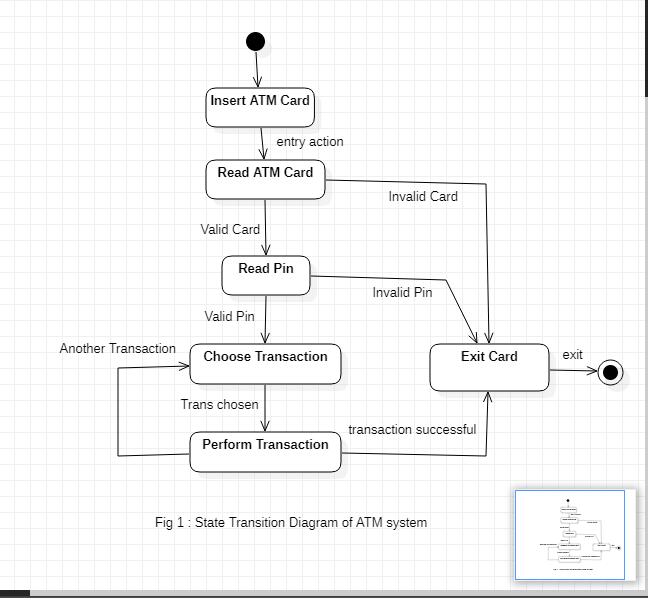 Insert ATM Card
entry action
Read ATM Card
Invalid Card
Valid Card
Read Pin
Invalid Pin
Valid Pin
Another Transaction
Choose Transaction
Exit Card
exit
Trans chosen
transaction successful
Perform Transaction
Fig 1 : State Transition Diagram of ATM system